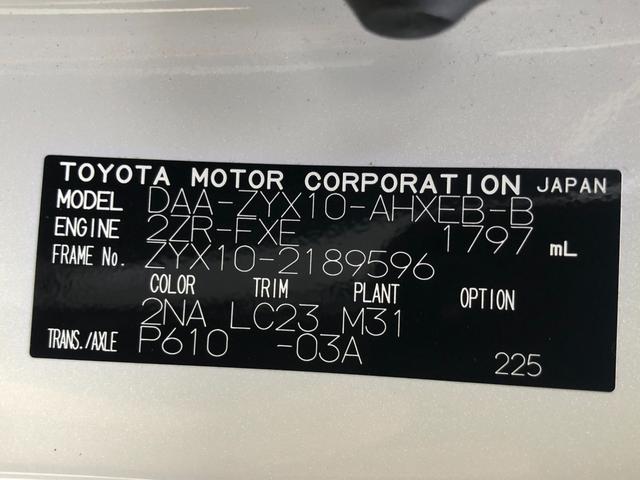 TOYOTA MOTOR CORPORATION JAPAN
MODEL DAA-ZYX10-AHXEB-B
ENGINE 2ZR-FXE 1797 mL
FRAME No. ZYX10-2189596
COLOR TRIM PLANT OPTION
2NA LC23 M31
TRANS./AXLE P610 -03A 225